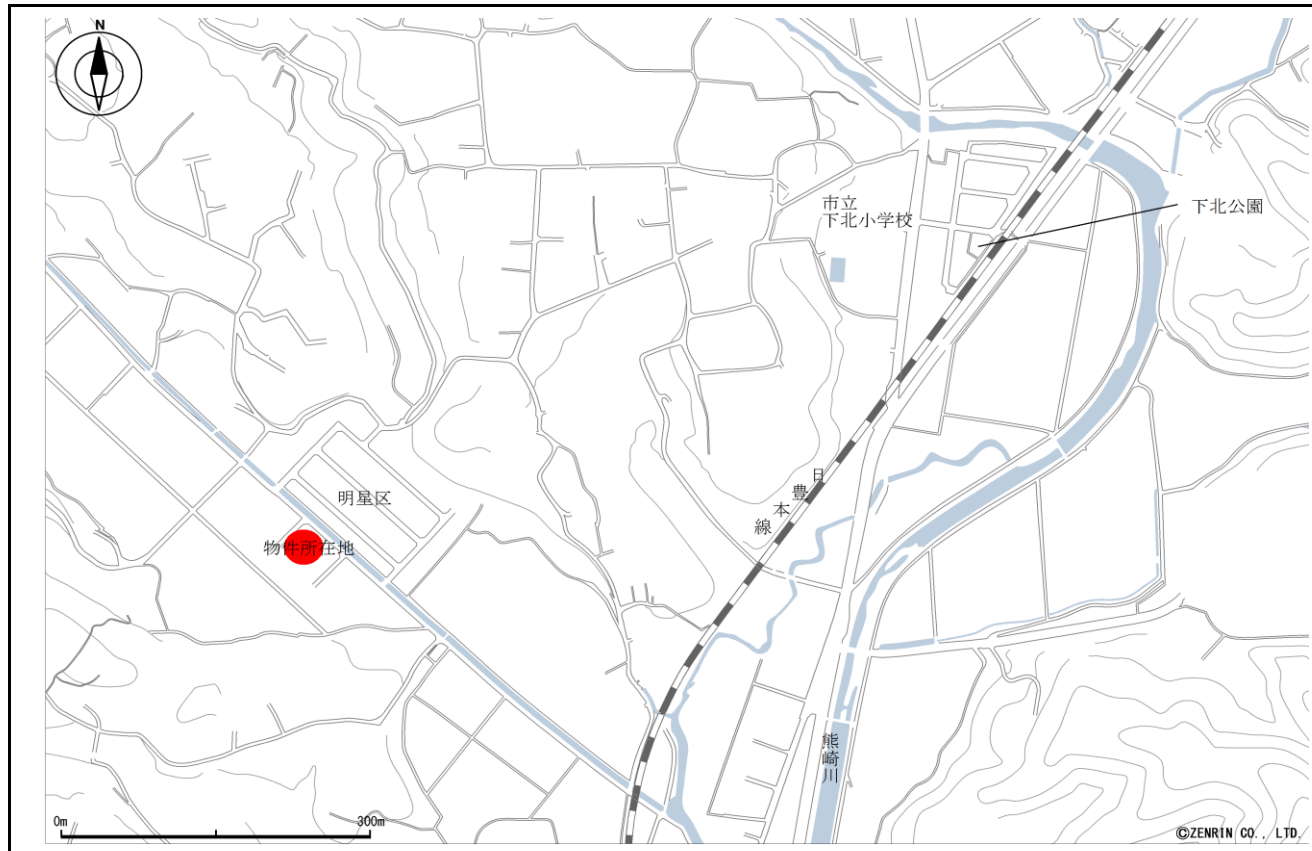 N
市立
下北小学校
下北公園
日豊本線
明星区
物件所在地
熊崎川
0m
300m
©ZENRIN CO., LTD.